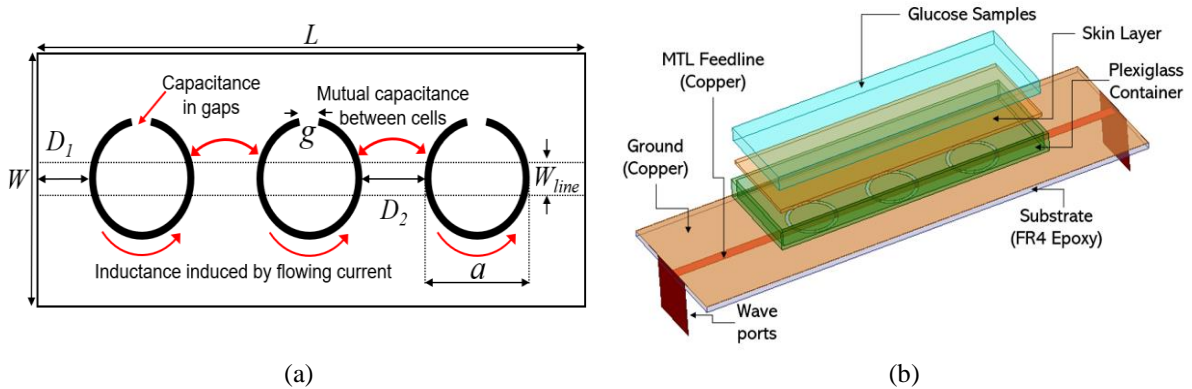 L
Capacitance
in gaps
Mutual capacitance
between cells
g
D1
W
Wline
D2
Inductance induced by flowing current
a
(a)
Glucose Samples
Skin Layer
MTL Feedline
(Copper)
Plexiglass
Container
Ground
(Copper)
Substrate
(FR4 Epoxy)
Wave
ports
(b)